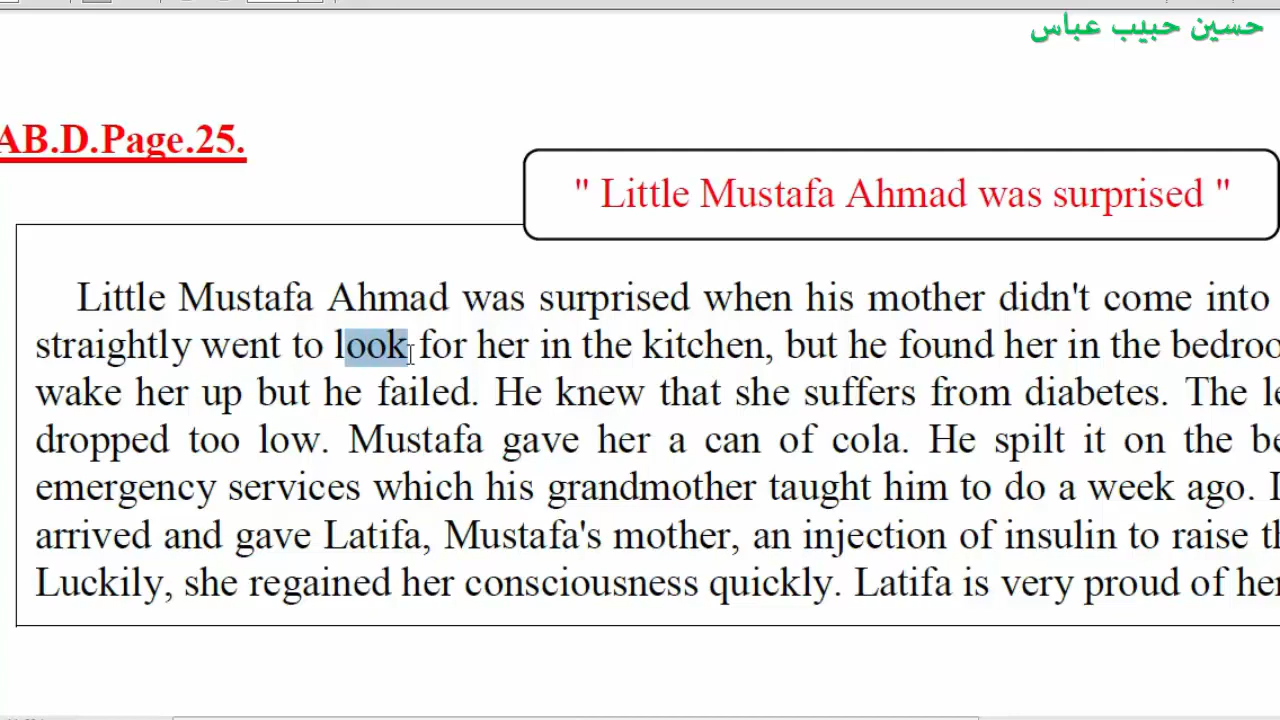 حسين حبيب عباس
AB.D.Page.25.
" Little Mustafa Ahmad was surprised "
Little Mustafa Ahmad was surprised when his mother didn't come into
straightly went to look for her in the kitchen, but he found her in the
wake her up but he failed. He knew that she suffers from diabetes. The
dropped too low. Mustafa gave her a can of cola. He spilt it on the
emergency services which his grandmother taught him to do a week ago.
arrived and gave Latifa, Mustafa's mother, an injection of insulin to raise
Luckily, she regained her consciousness quickly. Latifa is very proud of